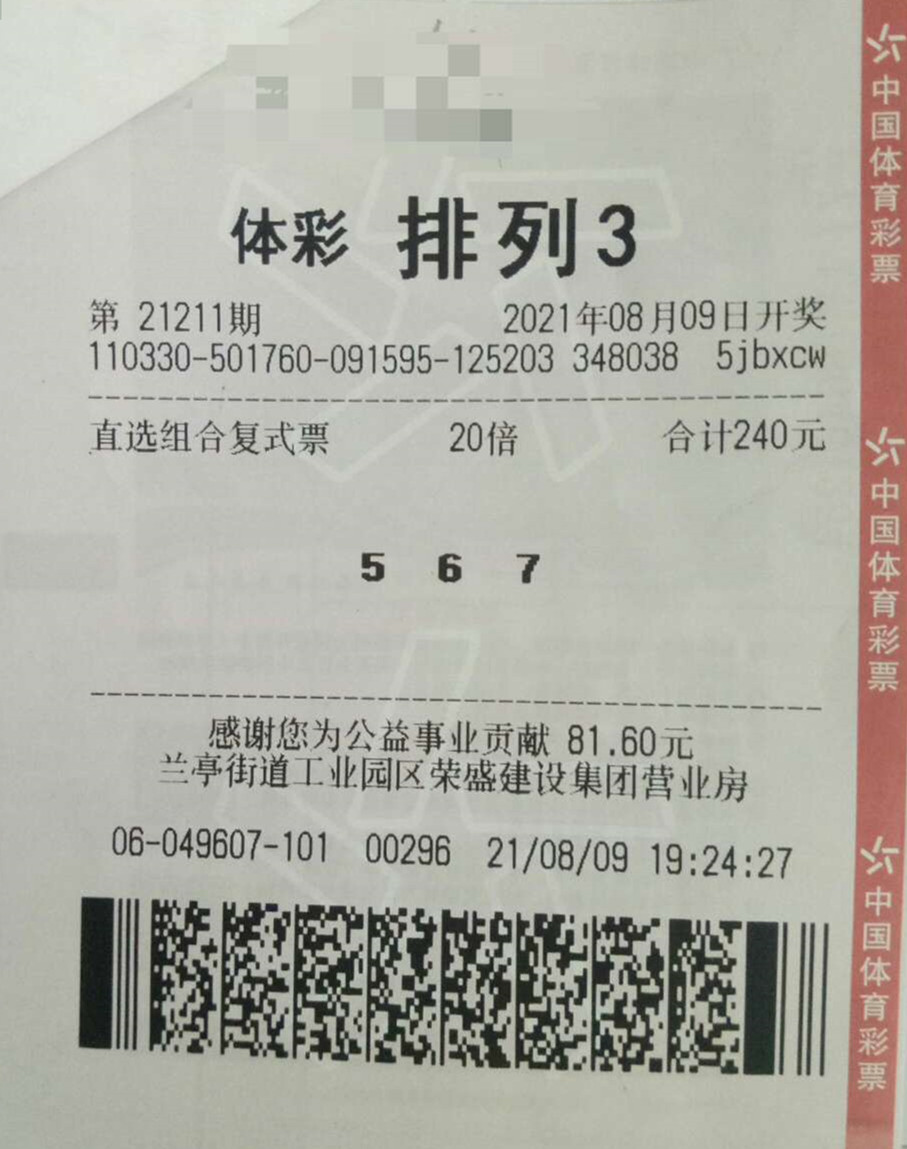 体彩 排列3
第 21211期 2021年08月09日开奖
110330-501760-091595-125203 348038 5jbxcw
直选组合复式票 20倍 合计240元
5 6 7
感谢您为公益事业贡献 81.60元
兰亭街道工业园区荣盛建设集团营业房
06-049607-101 00296 21/08/09 19:24:27
中国体育彩票
中国体育彩票
中国体育彩票